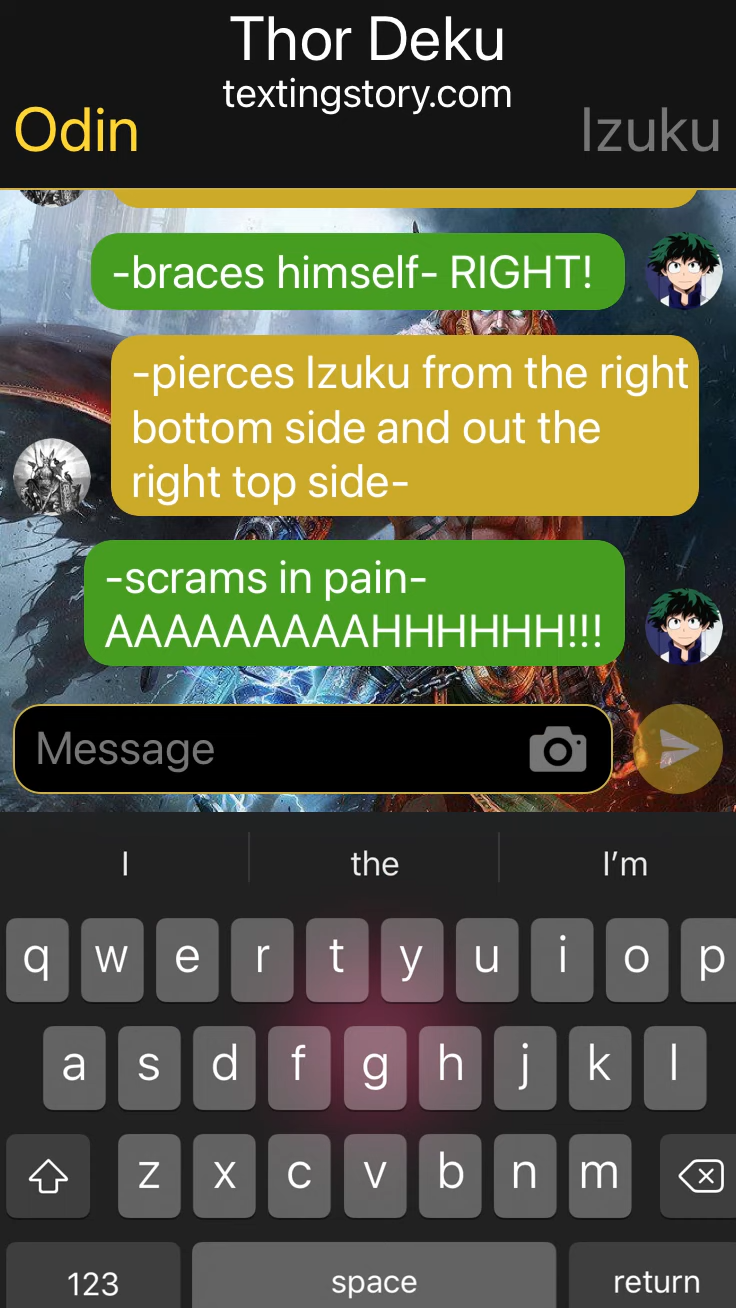 Thor Deku
textingstory.com
Odin
Izuku
-braces himself- RIGHT!
-pierces Izuku from the right
bottom side and out the
right top side-
-scrams in pain-
AAAAAAAAAHHHHHH!!!
Message
I
the
I'm
q w e r t y u i o p
a s d f g h j k l
z x c v b n m
123
space
return